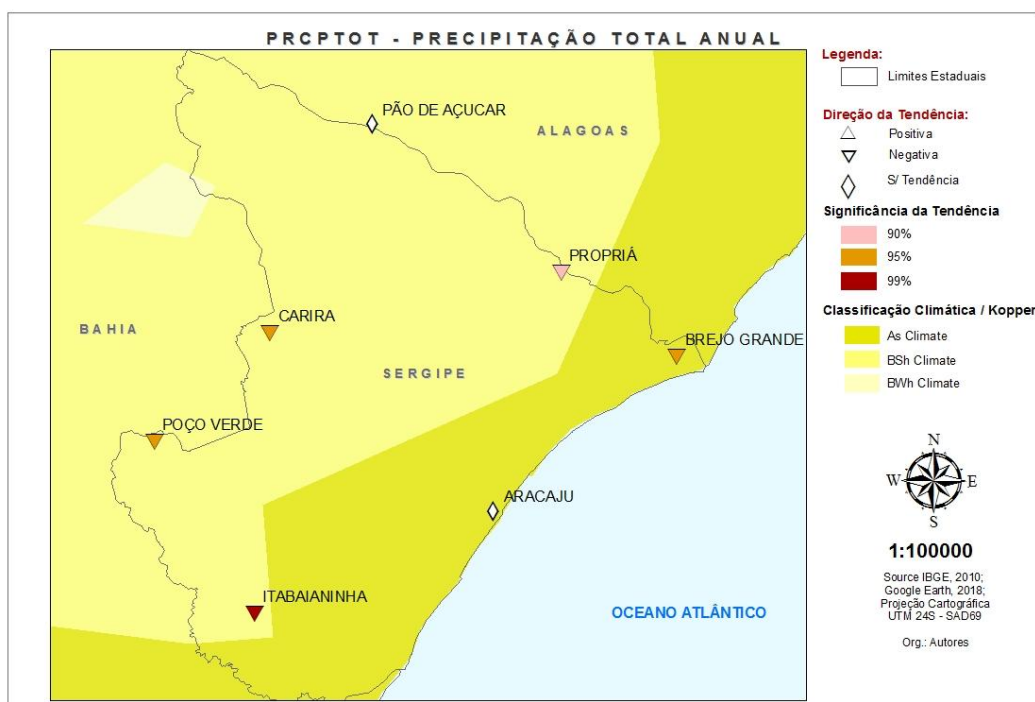 PRCPTOT - PRECIPITAÇÃO TOTAL ANUAL
PÃO DE AÇUCAR
ALAGOAS
PROPRIÁ
CARIRA
BAHIA
BREJO GRANDE
SERGIPE
POÇO VERDE
ARACAJU
ITABAIANINHA
OCEANO ATLÂNTICO
Legenda:
Limites Estaduais
Direção da Tendência:
Positiva
Negativa
S/ Tendência
Significância da Tendência
90%
95%
99%
Classificação Climática / Koppen
As Climate
BSh Climate
BWh Climate
N
W E
S
1:100000
Source IBGE, 2010;
Google Earth, 2018;
Projeção Cartográfica
UTM 24S - SAD69
Org.: Autores